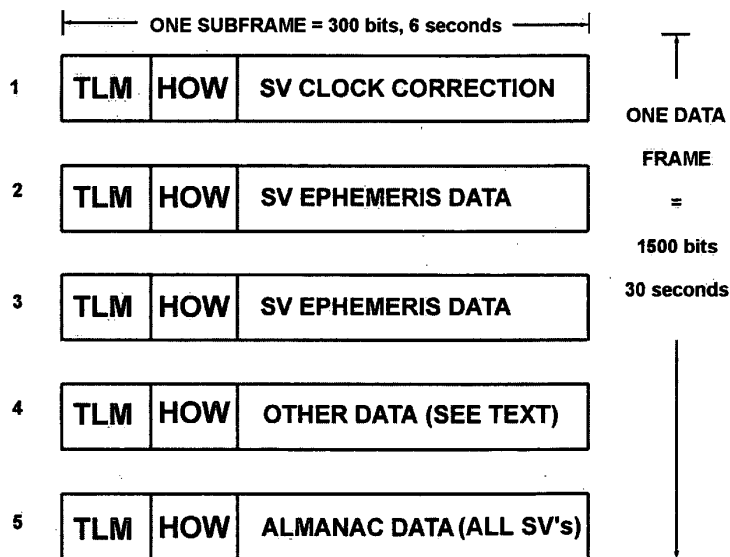 ONE SUBFRAME = 300 bits, 6 seconds
1 TLM HOW SV CLOCK CORRECTION
2 TLM HOW SV EPHEMERIS DATA
3 TLM HOW SV EPHEMERIS DATA
4 TLM HOW OTHER DATA (SEE TEXT)
5 TLM HOW ALMANAC DATA (ALL SV's)
ONE DATA
FRAME
=
1500 bits
30 seconds